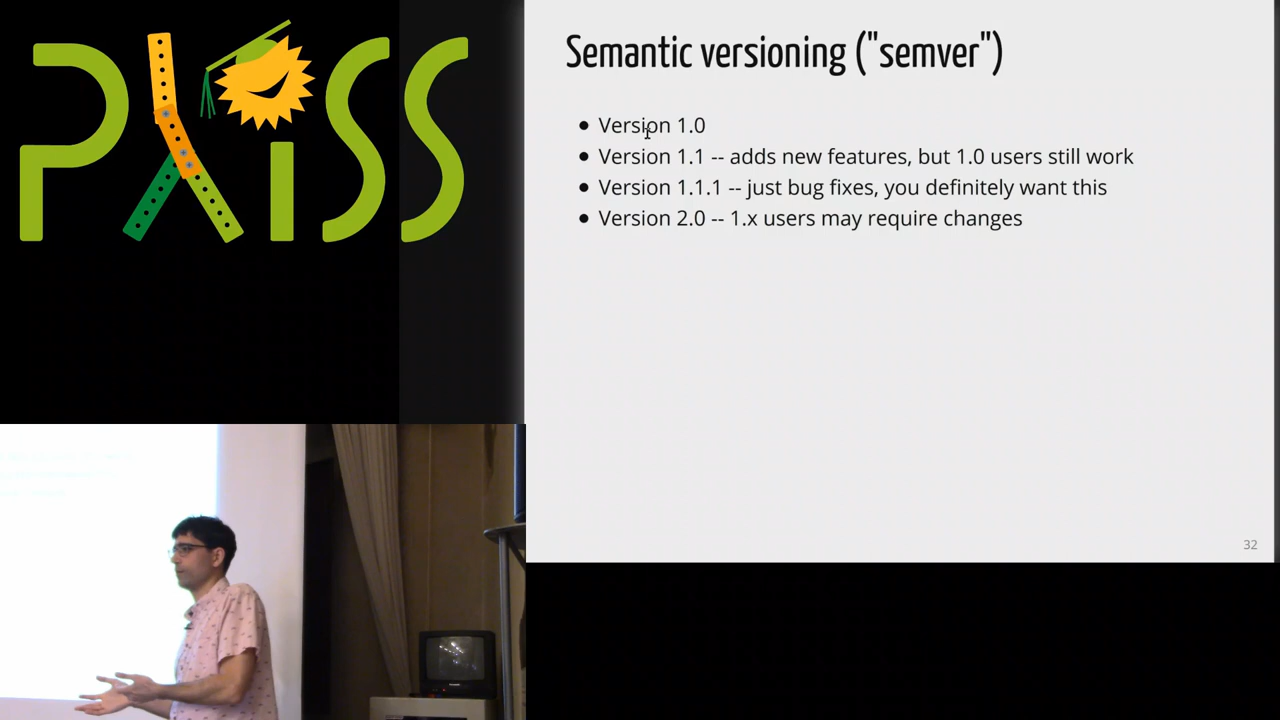 PXiSS
Semantic versioning ("semver")
● Version 1.0
● Version 1.1 -- adds new features, but 1.0 users still work
● Version 1.1.1 -- just bug fixes, you definitely want this
● Version 2.0 -- 1.x users may require changes
32